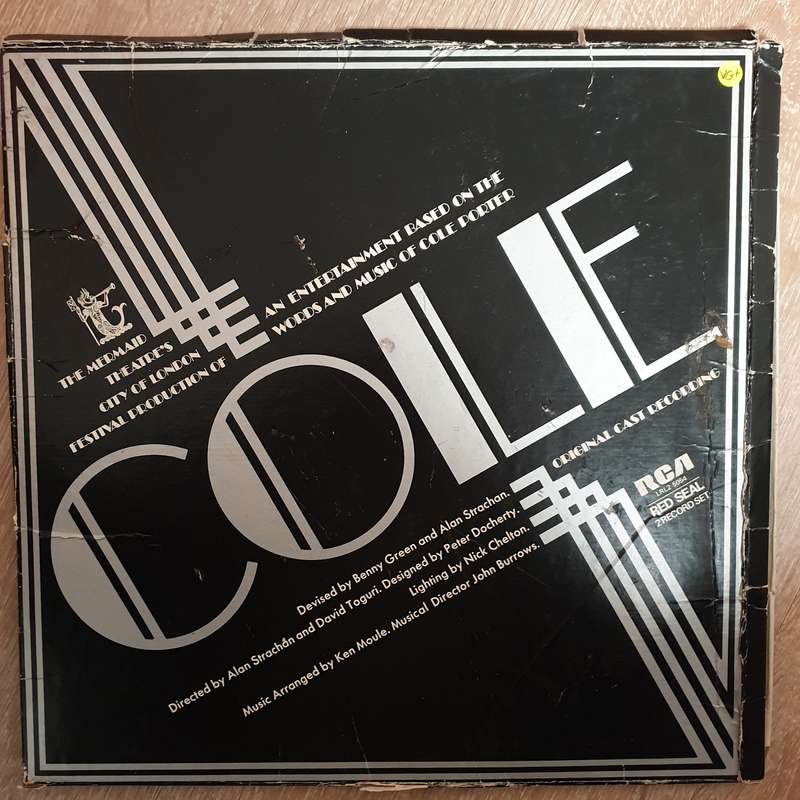 VG+
THE MERMAID
THEATRE'S
CITY OF LONDON
FESTIVAL PRODUCTION OF
AN ENTERTAINMENT BASED ON THE
WORDS AND MUSIC OF COLE PORTER
COLE
ORIGINAL CAST RECORDING
RCA
LRL2 5054
RED SEAL
2 RECORD SET
Devised by Benny Green and Alan Strachan.
Directed by Alan Strachan and David Toguri. Designed by Peter Docherty.
Lighting by Nick Chelton.
Music Arranged by Ken Moule. Musical Director John Burrows.